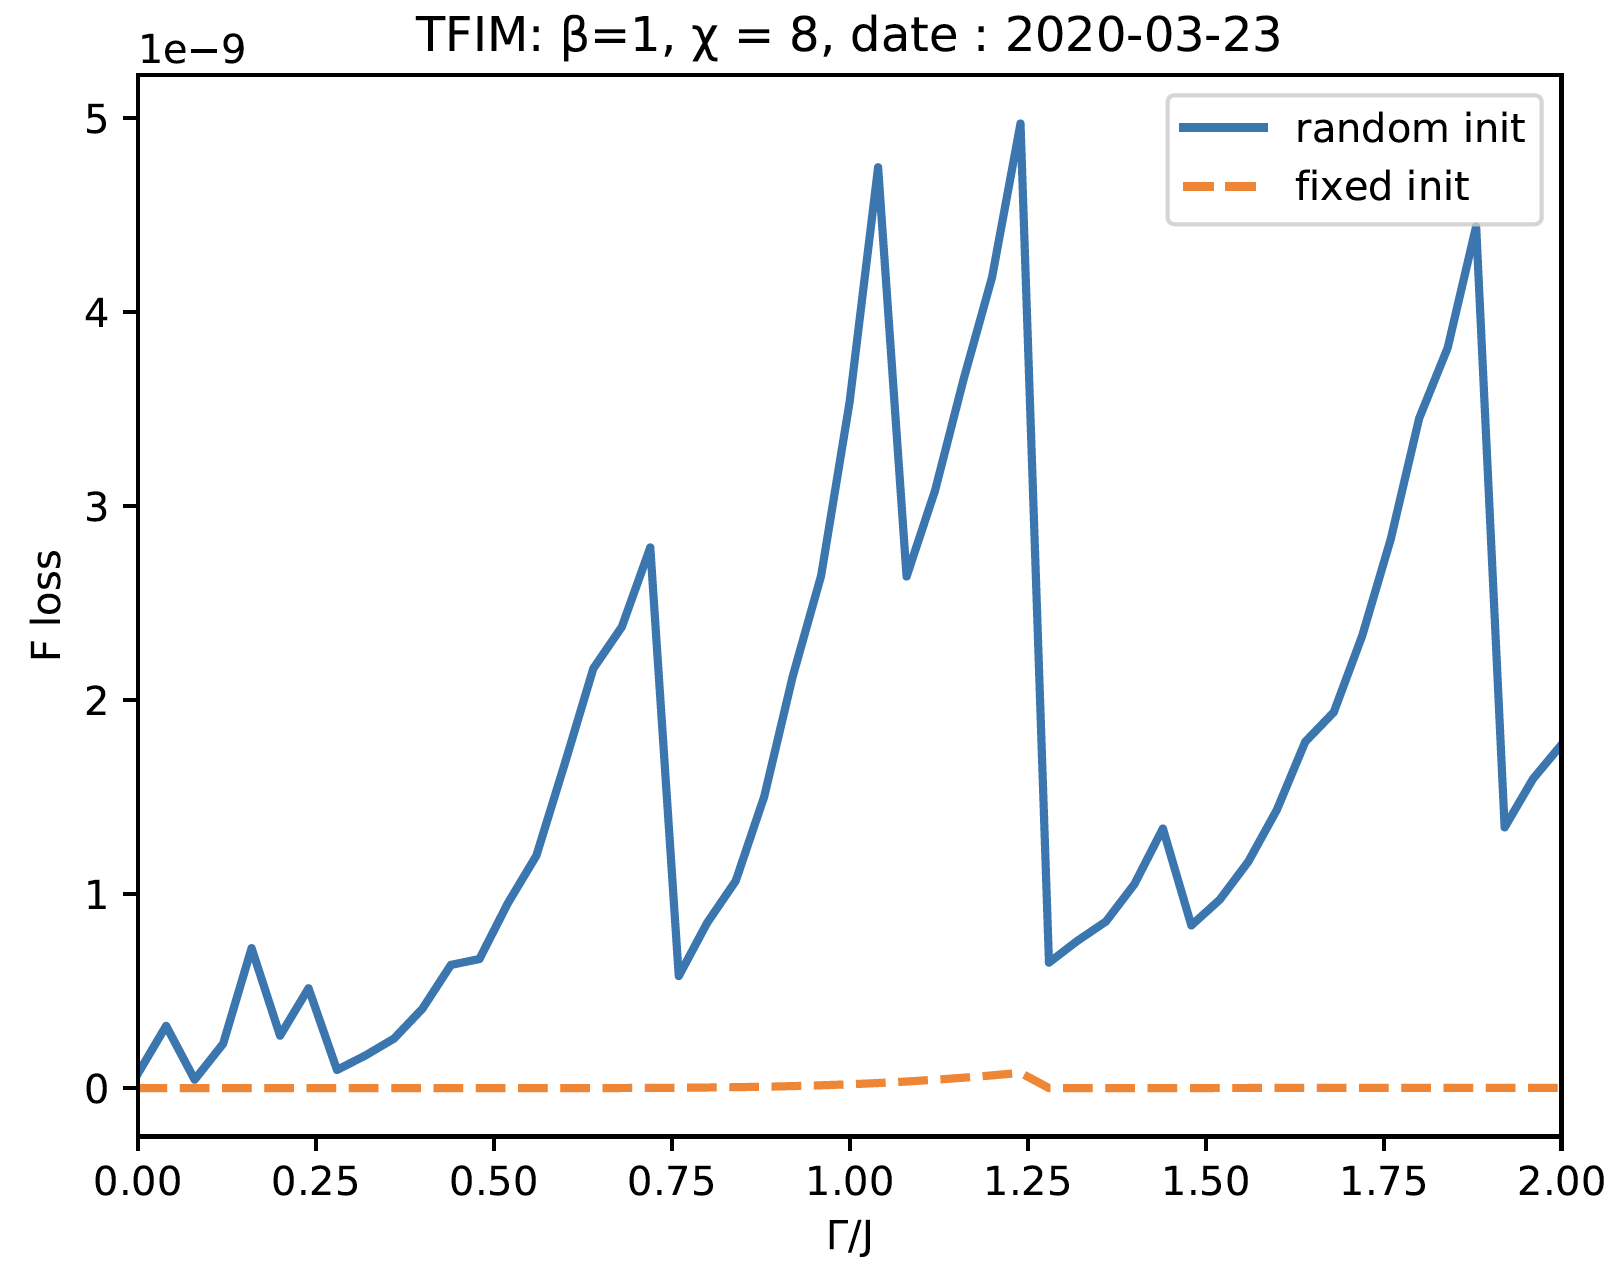 TFIM: β=1, χ = 8, date : 2020-03-23
1e−9
random init
fixed init
5
4
3
2
1
0
F loss
0.00 0.25 0.50 0.75 1.00 1.25 1.50 1.75 2.00
Γ/J